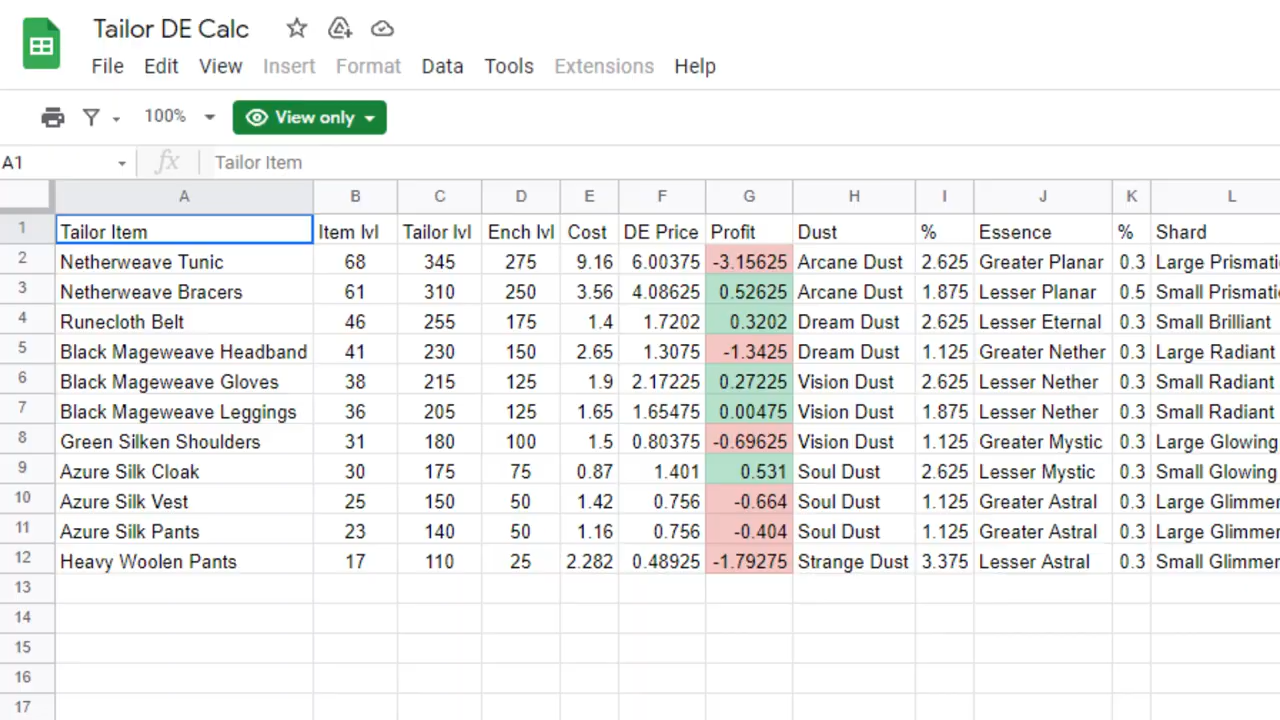 Tailor DE Calc
File Edit View Insert Format Data Tools Extensions Help
100% View only
A1 fx Tailor Item
A B C D E F G H I J K L
1 Tailor Item Item lvl Tailor lvl Ench lvl Cost DE Price Profit Dust % Essence % Shard
2 Netherweave Tunic 68 345 275 9.16 6.00375 -3.15625 Arcane Dust 2.625 Greater Planar 0.3 Large Prismati
3 Netherweave Bracers 61 310 250 3.56 4.08625 0.52625 Arcane Dust 1.875 Lesser Planar 0.5 Small Prismati
4 Runecloth Belt 46 255 175 1.4 1.7202 0.3202 Dream Dust 2.625 Lesser Eternal 0.3 Small Brilliant
5 Black Mageweave Headband 41 230 150 2.65 1.3075 -1.3425 Dream Dust 1.125 Greater Nether 0.3 Large Radiant
6 Black Mageweave Gloves 38 215 125 1.9 2.17225 0.27225 Vision Dust 2.625 Lesser Nether 0.3 Small Radiant
7 Black Mageweave Leggings 36 205 125 1.65 1.65475 0.00475 Vision Dust 1.875 Lesser Nether 0.3 Small Radiant
8 Green Silken Shoulders 31 180 100 1.5 0.80375 -0.69625 Vision Dust 1.125 Greater Mystic 0.3 Large Glowing
9 Azure Silk Cloak 30 175 75 0.87 1.401 0.531 Soul Dust 2.625 Lesser Mystic 0.3 Small Glowing
10 Azure Silk Vest 25 150 50 1.42 0.756 -0.664 Soul Dust 1.125 Greater Astral 0.3 Large Glimmer
11 Azure Silk Pants 23 140 50 1.16 0.756 -0.404 Soul Dust 1.125 Greater Astral 0.3 Large Glimmer
12 Heavy Woolen Pants 17 110 25 2.282 0.48925 -1.79275 Strange Dust 3.375 Lesser Astral 0.3 Small Glimmer
13
14
15
16
17